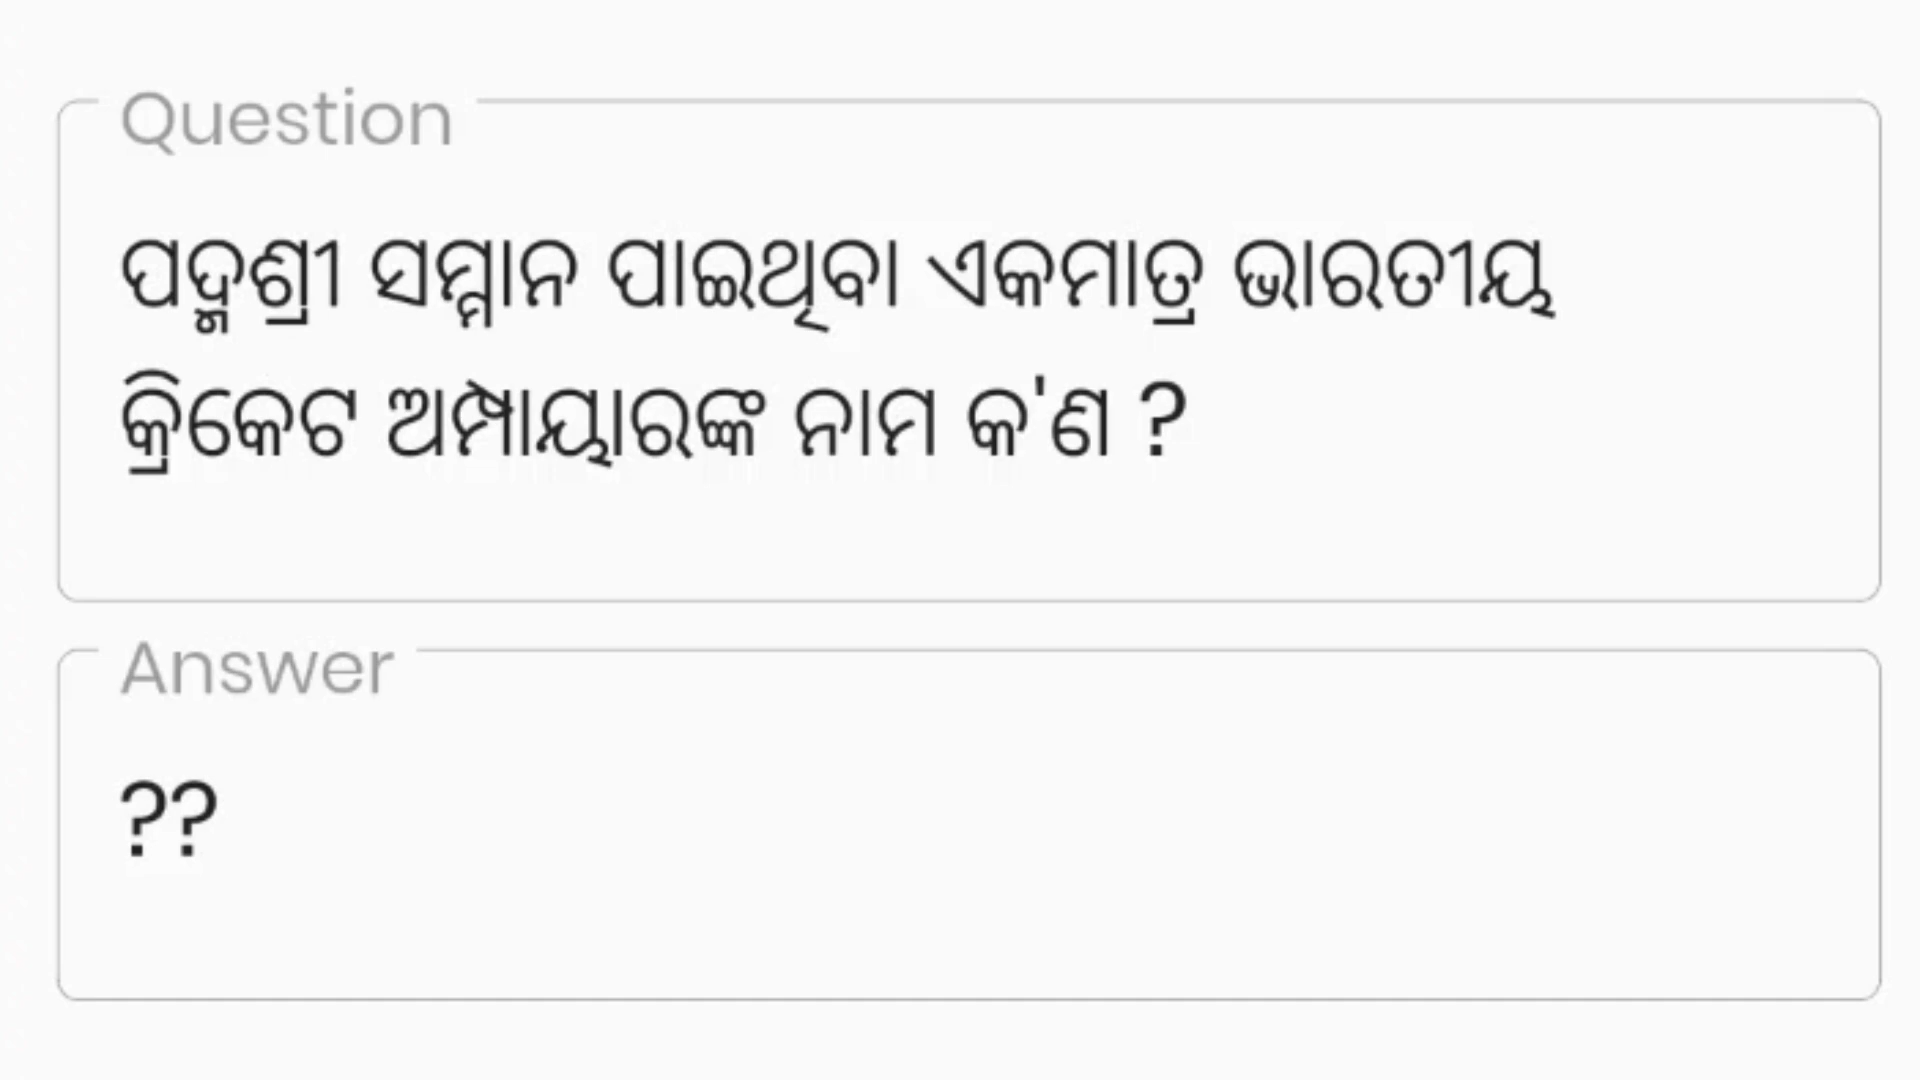 Question
ପଦ୍ମଶ୍ରୀ ସମ୍ମାନ ପାଇଥିବା ଏକମାତ୍ର ଭାରତୀୟ
କ୍ରିକେଟ ଅମ୍ପାୟାରଙ୍କ ନାମ କ'ଣ ?
Answer
??